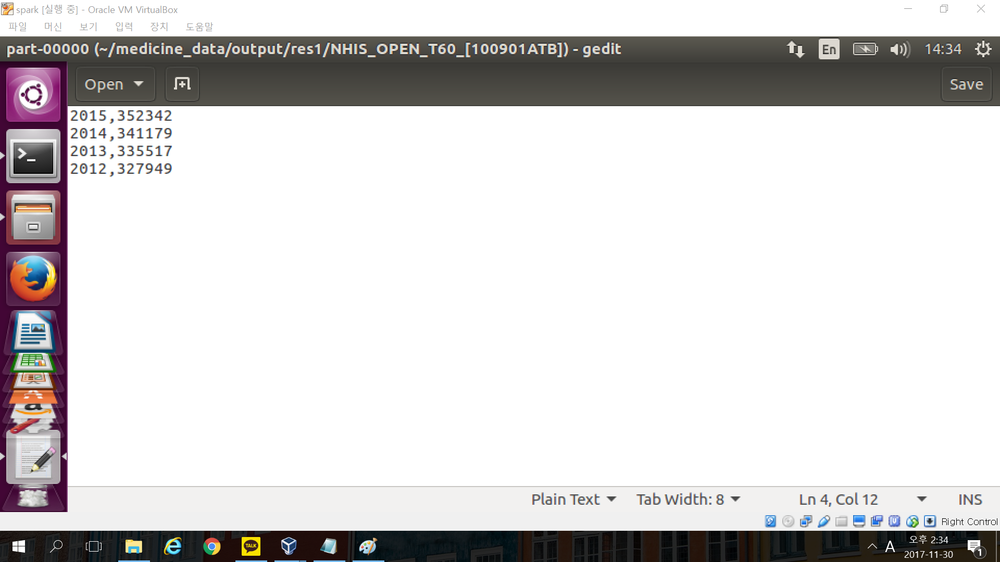 spark [실행 중] - Oracle VM VirtualBox
파일 머신 보기 입력 장치 도움말
part-00000 (~/medicine_data/output/res1/NHIS_OPEN_T60_[100901ATB]) - gedit
En
14:34
Open
Save
2015,352342
2014,341179
2013,335517
2012,327949
Plain Text
Tab Width: 8
Ln 4, Col 12
INS
Right Control
TALK
A
오후 2:34
2017-11-30
1